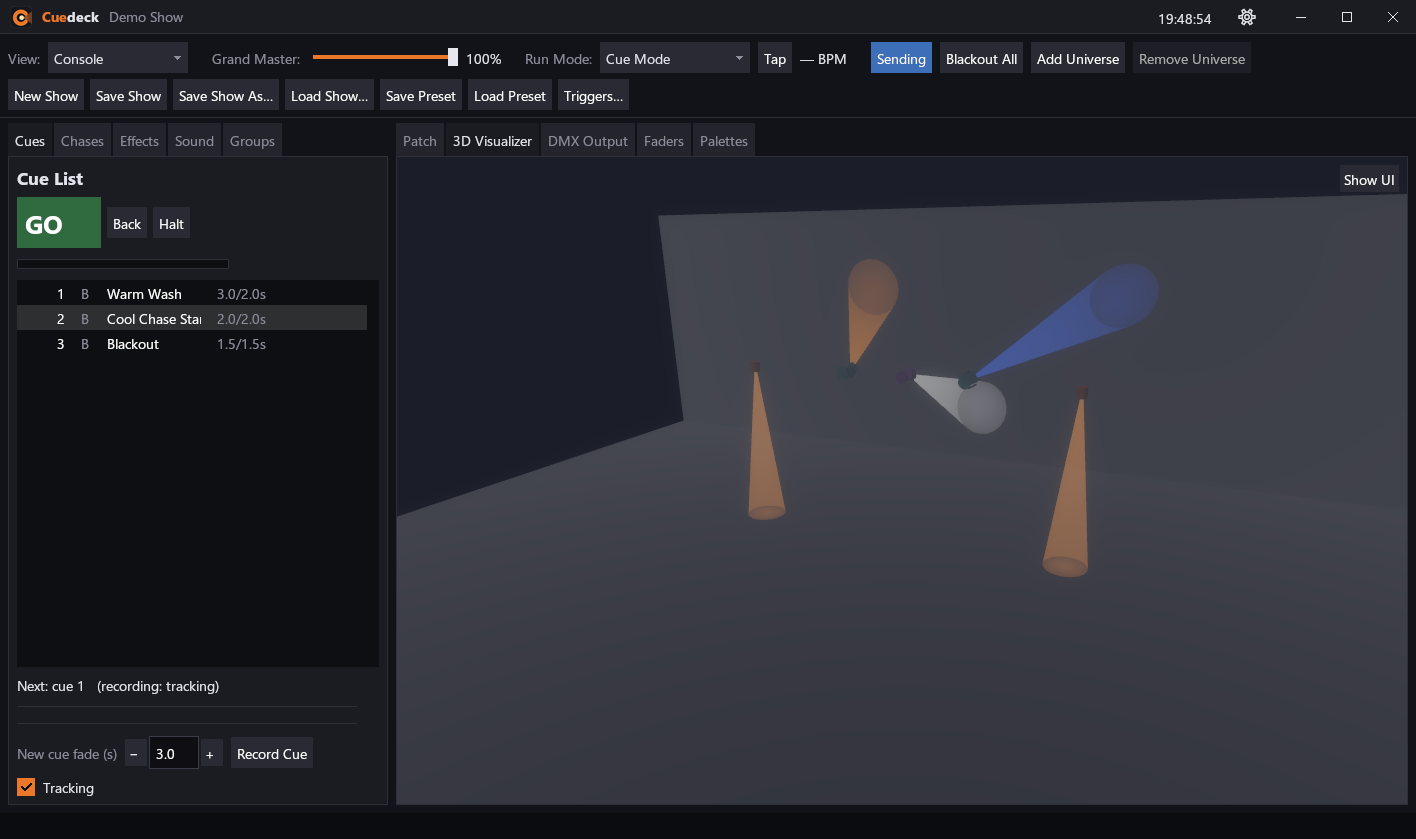 Cuedeck Demo Show 19:48:54
View: Console Grand Master: 100% Run Mode: Cue Mode Tap — BPM Sending Blackout All Add Universe Remove Universe
New Show Save Show Save Show As... Load Show... Save Preset Load Preset Triggers...
Cues Chases Effects Sound Groups
Patch 3D Visualizer DMX Output Faders Palettes
Cue List
Show UI
GO Back Halt
1 B Warm Wash 3.0/2.0s
2 B Cool Chase Star 2.0/2.0s
3 B Blackout 1.5/1.5s
Next: cue 1 (recording: tracking)
New cue fade (s) − 3.0 + Record Cue
Tracking